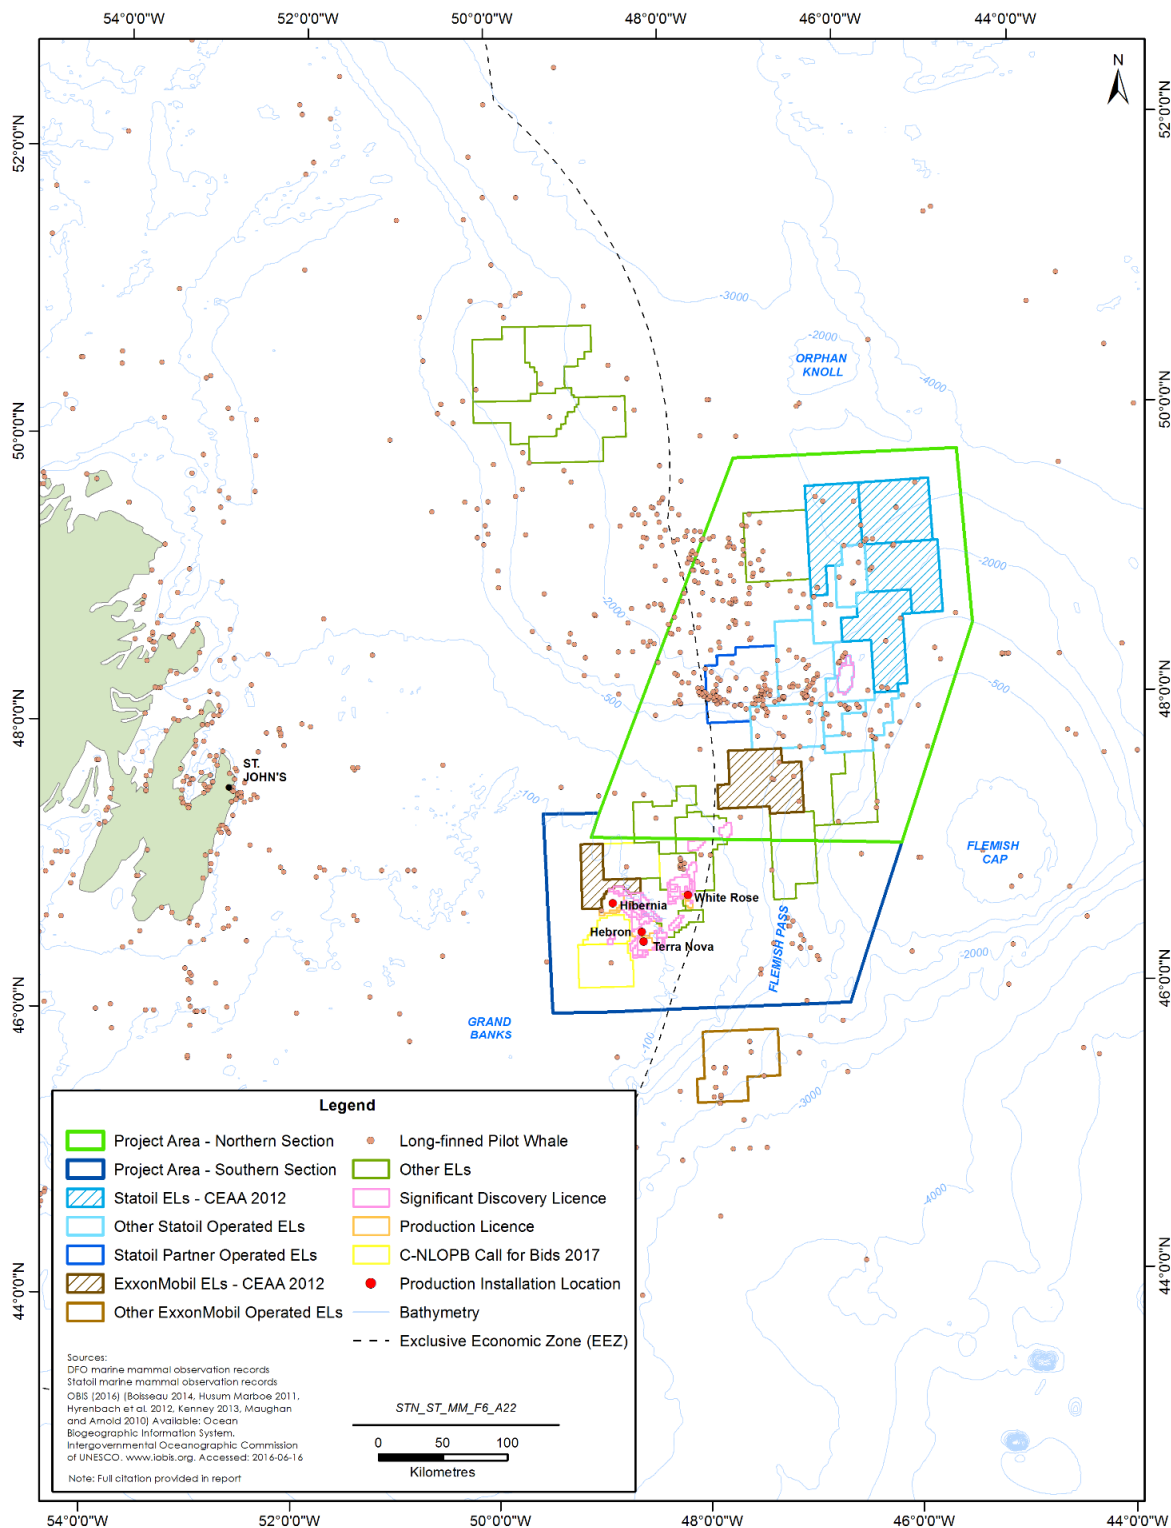 54°0'0"W 52°0'0"W 50°0'0"W 48°0'0"W 46°0'0"W 44°0'0"W
N
52°0'0"N
52°0'0"N
-3000
-2000
ORPHAN
KNOLL
-4000
50°0'0"N
50°0'0"N
-2000
-2000
-500
-500
48°0'0"N
48°0'0"N
ST.
JOHN'S
-100
FLEMISH
CAP
White Rose
Hibernia
Hebron
Terra Nova
FLEMISH PASS
-2000
46°0'0"N
46°0'0"N
GRAND
BANKS
-100
-3000
-4000
44°0'0"N
44°0'0"N
Legend
Project Area - Northern Section
Project Area - Southern Section
Statoil ELs - CEAA 2012
Other Statoil Operated ELs
Statoil Partner Operated ELs
ExxonMobil ELs - CEAA 2012
Other ExxonMobil Operated ELs
Long-finned Pilot Whale
Other ELs
Significant Discovery Licence
Production Licence
C-NLOPB Call for Bids 2017
Production Installation Location
Bathymetry
Exclusive Economic Zone (EEZ)
Sources:
DFO marine mammal observation records
Statoil marine mammal observation records
OBIS (2016) (Boisseau 2014, Husum Marboe 2011,
Hyrenbach et al. 2012, Kenney 2013, Maughan
and Arnold 2010) Available: Ocean
Biogeographic Information System.
Intergovernmental Oceanographic Commission
of UNESCO. www.iobis.org. Accessed: 2016-06-16
Note: Full citation provided in report
STN_ST_MM_F6_A22
0 50 100
Kilometres
54°0'0"W 52°0'0"W 50°0'0"W 48°0'0"W 46°0'0"W 44°0'0"W